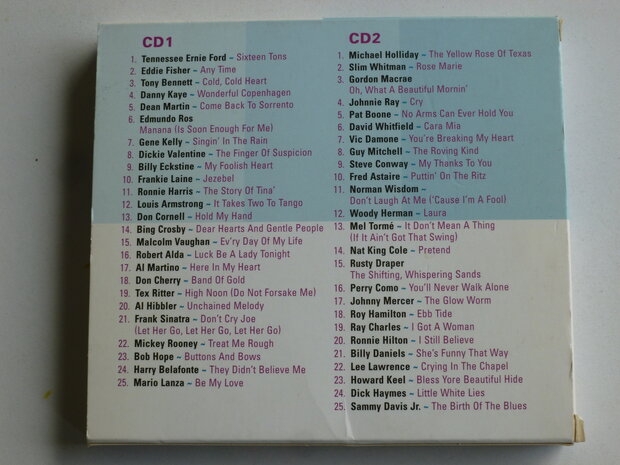 CD1
1. Tennessee Ernie Ford ~ Sixteen Tons
2. Eddie Fisher ~ Any Time
3. Tony Bennett ~ Cold, Cold Heart
4. Danny Kaye ~ Wonderful Copenhagen
5. Dean Martin ~ Come Back To Sorrento
6. Edmundo Ros
Manana (Is Soon Enough For Me)
7. Gene Kelly ~ Singin' In The Rain
8. Dickie Valentine ~ The Finger Of Suspicion
9. Billy Eckstine ~ My Foolish Heart
10. Frankie Laine ~ Jezebel
11. Ronnie Harris ~ The Story Of Tina'
12. Louis Armstrong ~ It Takes Two To Tango
13. Don Cornell ~ Hold My Hand
14. Bing Crosby ~ Dear Hearts And Gentle People
15. Malcolm Vaughan ~ Ev'ry Day Of My Life
16. Robert Alda ~ Luck Be A Lady Tonight
17. Al Martino ~ Here In My Heart
18. Don Cherry ~ Band Of Gold
19. Tex Ritter ~ High Noon (Do Not Forsake Me)
20. Al Hibbler ~ Unchained Melody
21. Frank Sinatra ~ Don't Cry Joe
(Let Her Go, Let Her Go, Let Her Go)
22. Mickey Rooney ~ Treat Me Rough
23. Bob Hope ~ Buttons And Bows
24. Harry Belafonte ~ They Didn't Believe Me
25. Mario Lanza ~ Be My Love
CD2
1. Michael Holliday ~ The Yellow Rose Of Texas
2. Slim Whitman ~ Rose Marie
3. Gordon Macrae
Oh, What A Beautiful Mornin'
4. Johnnie Ray ~ Cry
5. Pat Boone ~ No Arms Can Ever Hold You
6. David Whitfield ~ Cara Mia
7. Vic Damone ~ You're Breaking My Heart
8. Guy Mitchell ~ The Roving Kind
9. Steve Conway ~ My Thanks To You
10. Fred Astaire ~ Puttin' On The Ritz
11. Norman Wisdom ~
Don't Laugh At Me ('Cause I'm A Fool)
12. Woody Herman ~ Laura
13. Mel Tormé ~ It Don't Mean A Thing
(If It Ain't Got That Swing)
14. Nat King Cole ~ Pretend
15. Rusty Draper
The Shifting, Whispering Sands
16. Perry Como ~ You'll Never Walk Alone
17. Johnny Mercer ~ The Glow Worm
18. Roy Hamilton ~ Ebb Tide
19. Ray Charles ~ I Got A Woman
20. Ronnie Hilton ~ I Still Believe
21. Billy Daniels ~ She's Funny That Way
22. Lee Lawrence ~ Crying In The Chapel
23. Howard Keel ~ Bless Yore Beautiful Hide
24. Dick Haymes ~ Little White Lies
25. Sammy Davis Jr. ~ The Birth Of The Blues